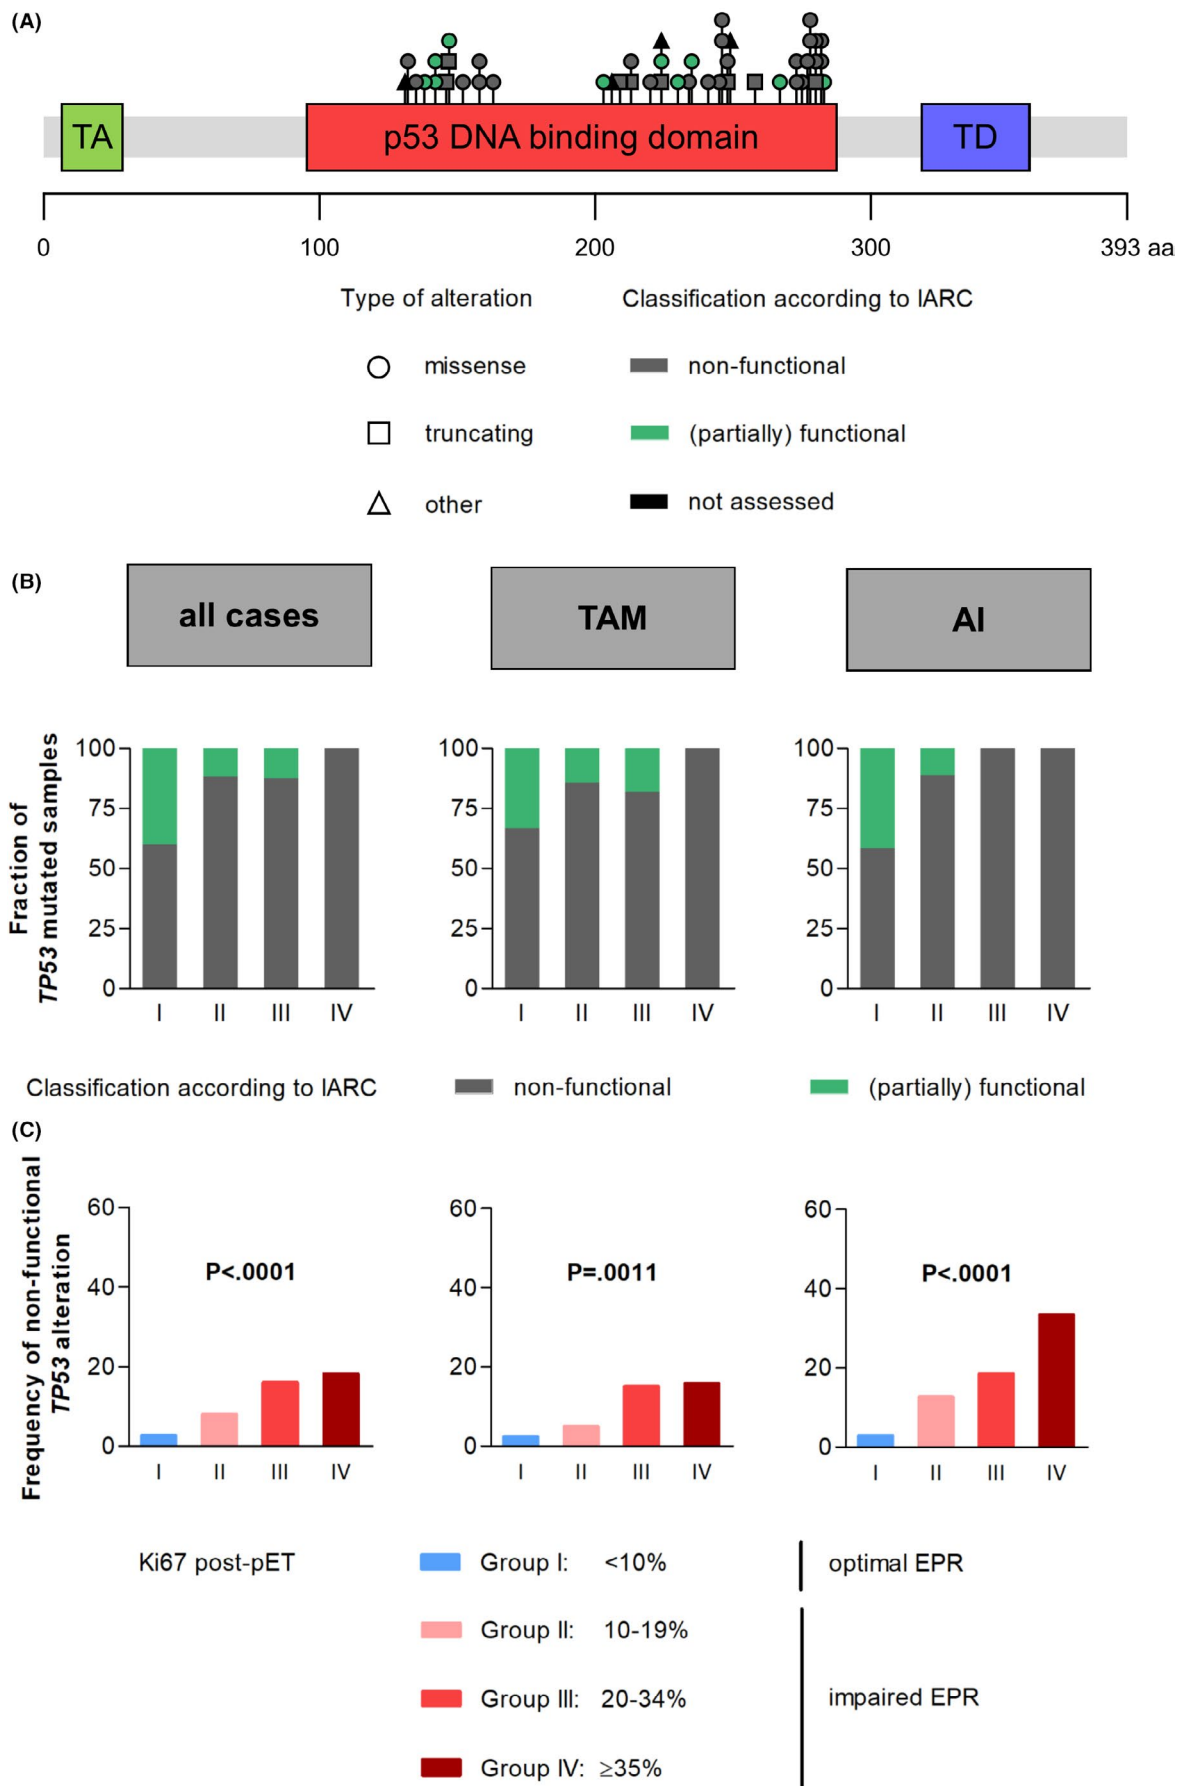 (A)
TA
p53 DNA binding domain
TD
0
100
200
300
393 aa
Type of alteration
Classification according to IARC
missense
non-functional
truncating
(partially) functional
other
not assessed
(B)
all cases
TAM
AI
Fraction of
TP53 mutated samples
100
75
50
25
0
I
II
III
IV
100
75
50
25
0
I
II
III
IV
100
75
50
25
0
I
II
III
IV
Classification according to IARC
non-functional
(partially) functional
(C)
Frequency of non-functional
TP53 alteration
60
40
20
0
P<.0001
I
II
III
IV
60
40
20
0
P=.0011
I
II
III
IV
60
40
20
0
P<.0001
I
II
III
IV
Ki67 post-pET
Group I: <10%
optimal EPR
Group II: 10-19%
Group III: 20-34%
impaired EPR
Group IV: ≥35%